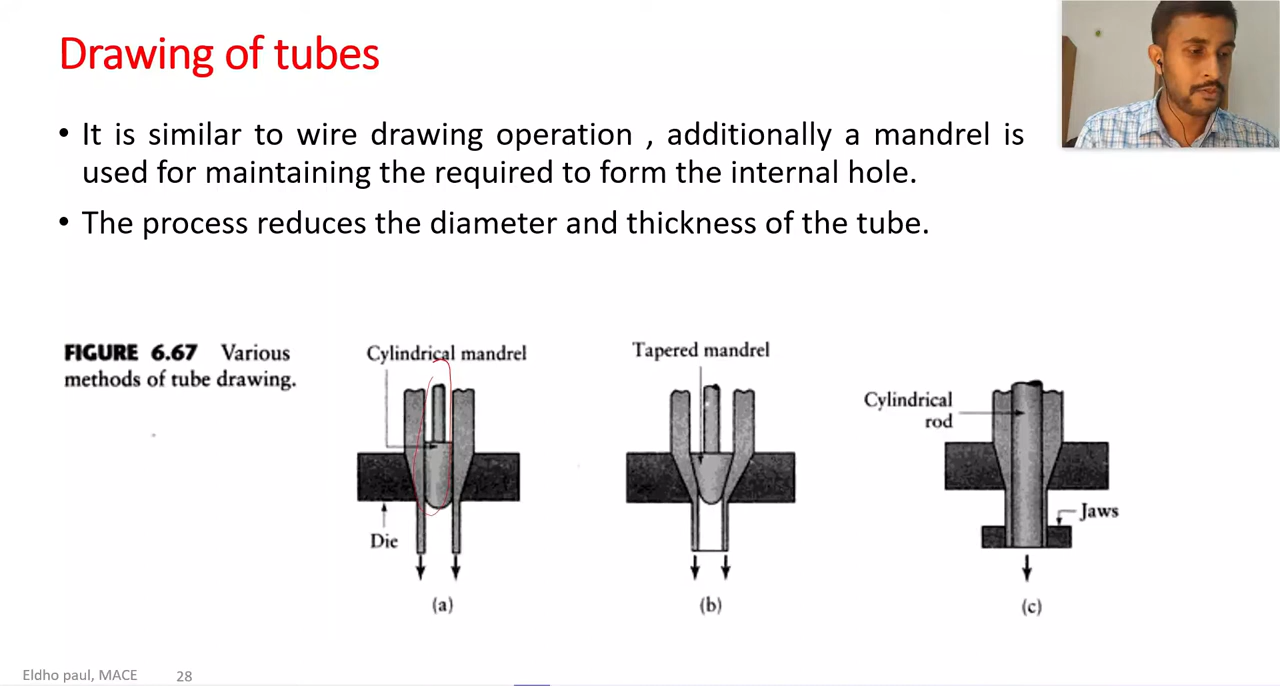 Drawing of tubes
• It is similar to wire drawing operation , additionally a mandrel is
used for maintaining the required to form the internal hole.
• The process reduces the diameter and thickness of the tube.
FIGURE 6.67 Various
methods of tube drawing.
Cylindrical mandrel
Die
(a)
Tapered mandrel
(b)
Cylindrical
rod
Jaws
(c)
Eldho paul, MACE
28